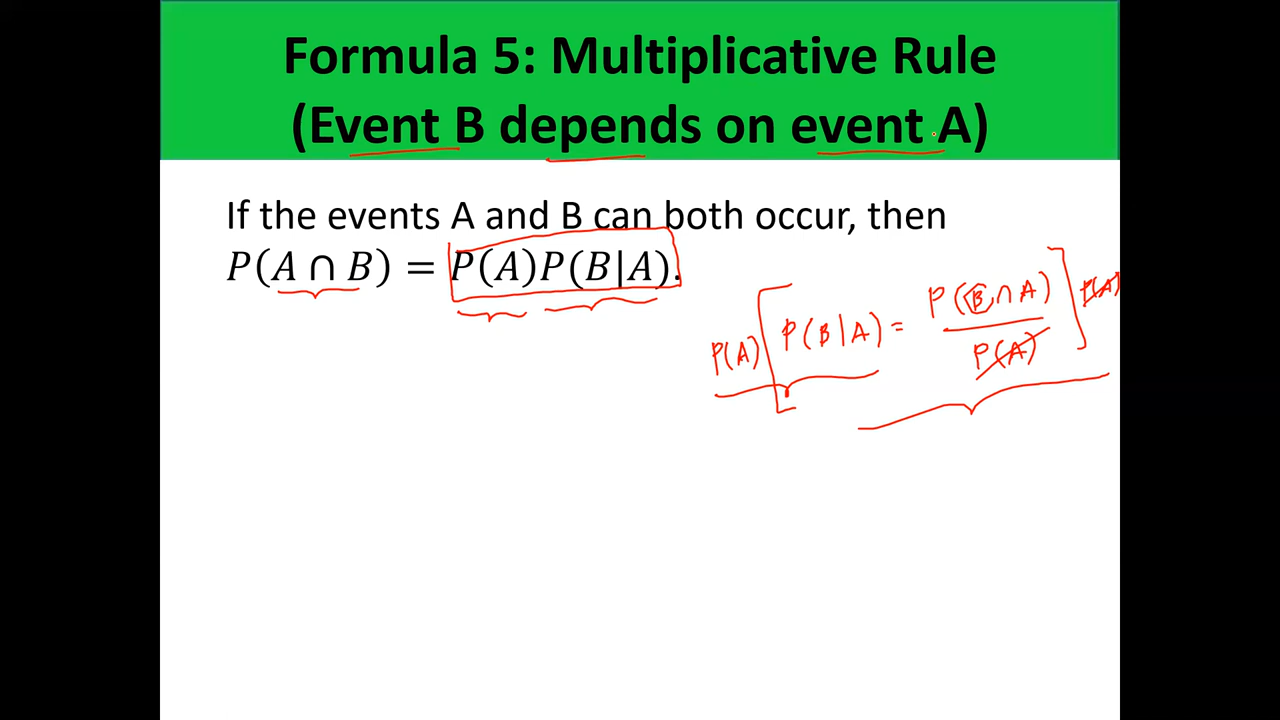 Formula 5: Multiplicative Rule
(Event B depends on event A)
If the events A and B can both occur, then
P(A ∩ B) = P(A)P(B|A).
P(A) [ P(B|A) = P(B∩A) / P(A) ] P(A)